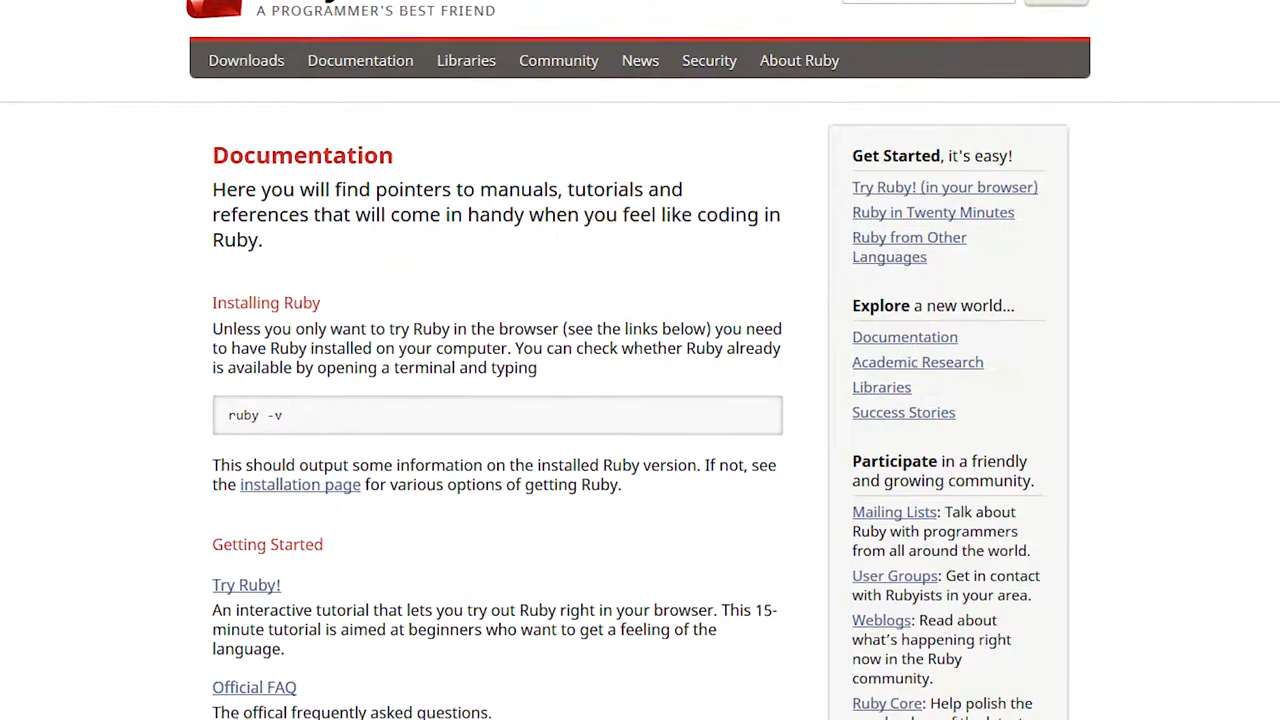 A PROGRAMMER'S BEST FRIEND
Downloads Documentation Libraries Community News Security About Ruby
Documentation
Here you will find pointers to manuals, tutorials and
references that will come in handy when you feel like coding in
Ruby.
Installing Ruby
Unless you only want to try Ruby in the browser (see the links below) you need
to have Ruby installed on your computer. You can check whether Ruby already
is available by opening a terminal and typing
ruby -v
This should output some information on the installed Ruby version. If not, see
the installation page for various options of getting Ruby.
Getting Started
Try Ruby!
An interactive tutorial that lets you try out Ruby right in your browser. This 15-
minute tutorial is aimed at beginners who want to get a feeling of the
language.
Official FAQ
The offical frequently asked questions.
Get Started, it's easy!
Try Ruby! (in your browser)
Ruby in Twenty Minutes
Ruby from Other
Languages
Explore a new world...
Documentation
Academic Research
Libraries
Success Stories
Participate in a friendly
and growing community.
Mailing Lists: Talk about
Ruby with programmers
from all around the world.
User Groups: Get in contact
with Rubyists in your area.
Weblogs: Read about
what’s happening right
now in the Ruby
community.
Ruby Core: Help polish the